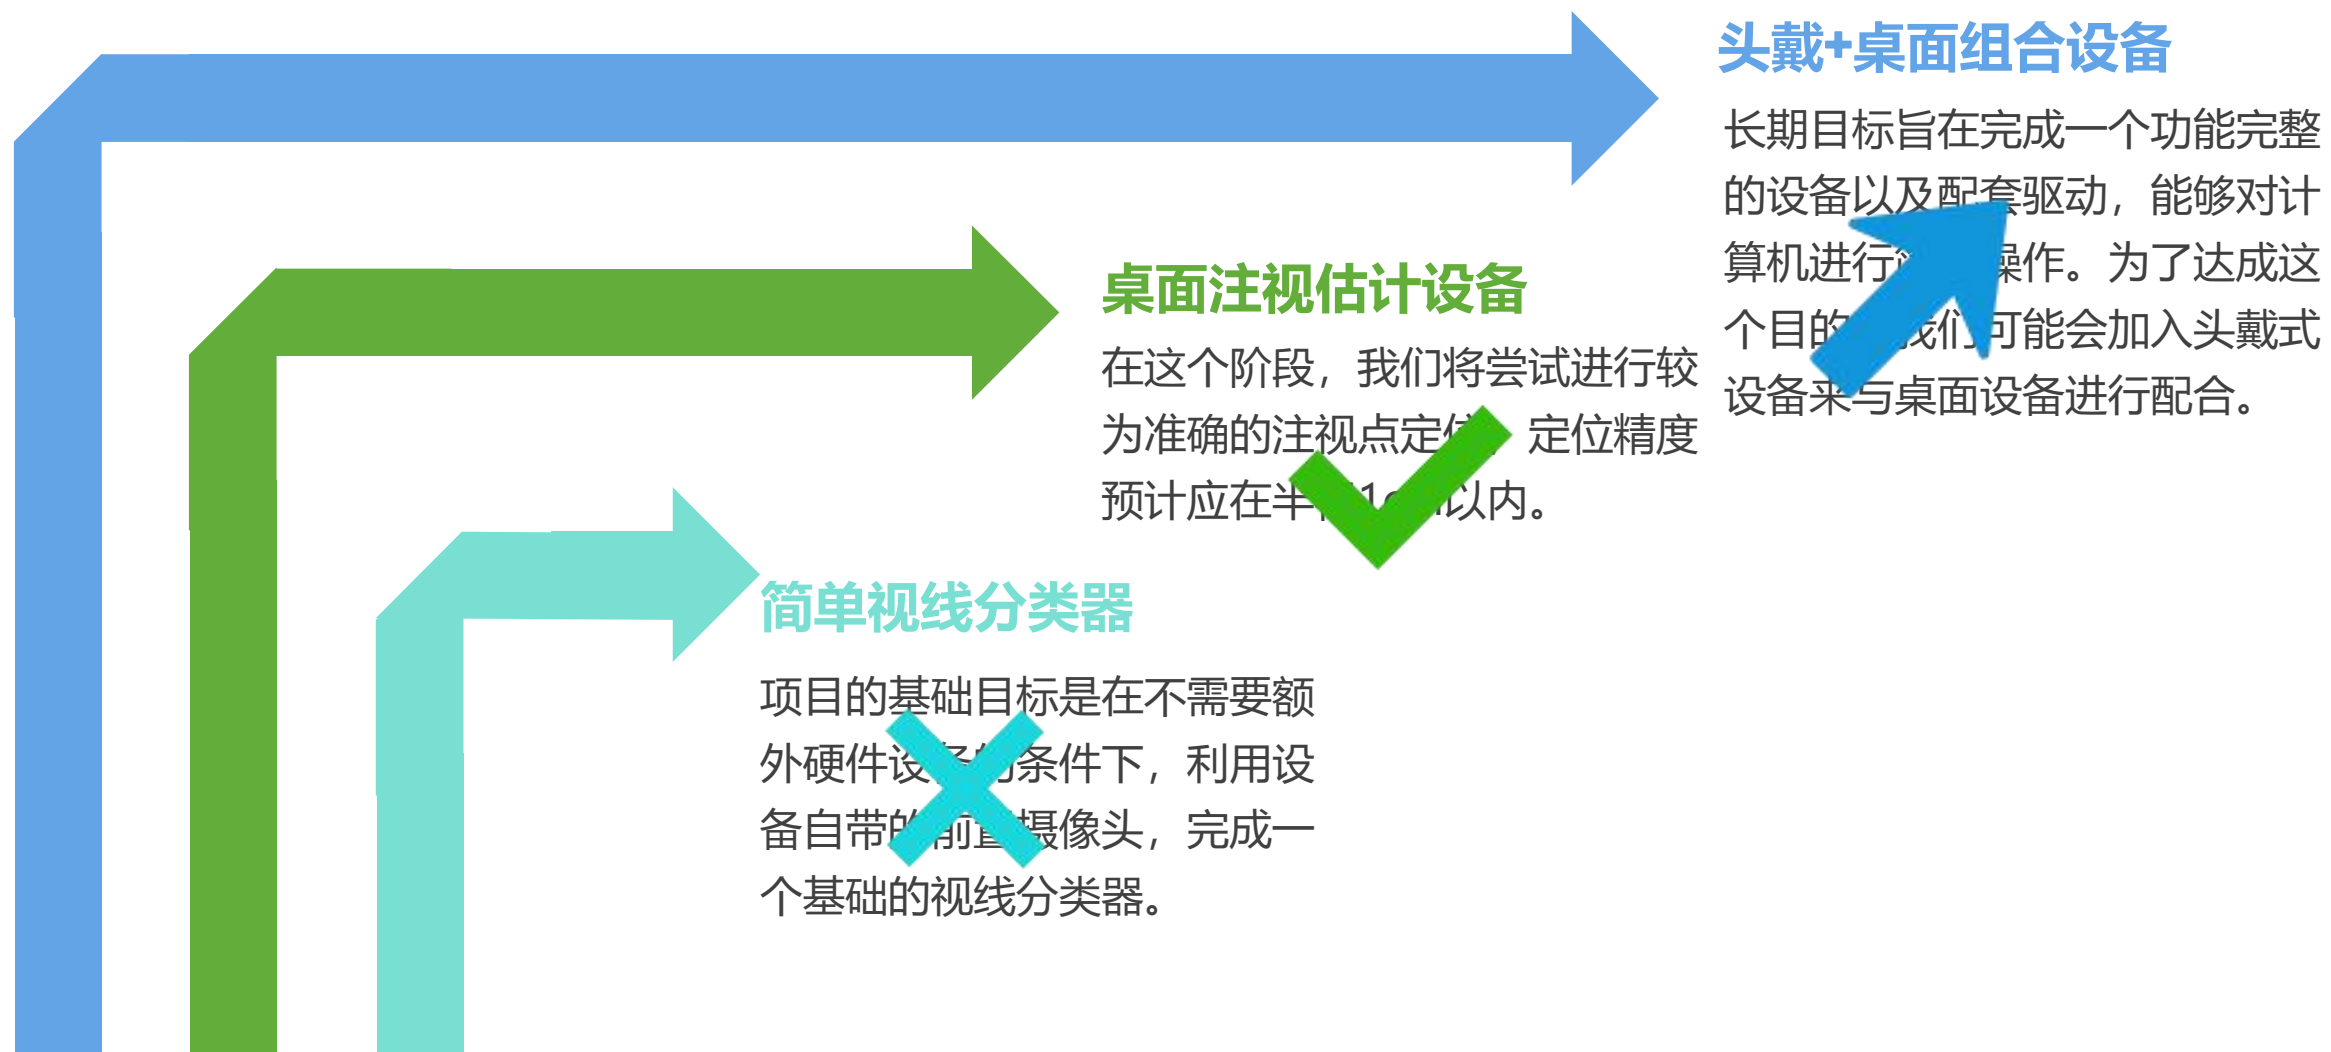 头戴+桌面组合设备
长期目标旨在完成一个功能完整
的设备以及配套驱动，能够对计
算机进行操作。为了达成这
个目的我们可能会加入头戴式
设备来与桌面设备进行配合。
桌面注视估计设备
在这个阶段，我们将尝试进行较
为准确的注视点定位，定位精度
预计应在半以内。
简单视线分类器
项目的基础目标是在不需要额
外硬件设备的条件下，利用设
备自带的前置摄像头，完成一
个基础的视线分类器。